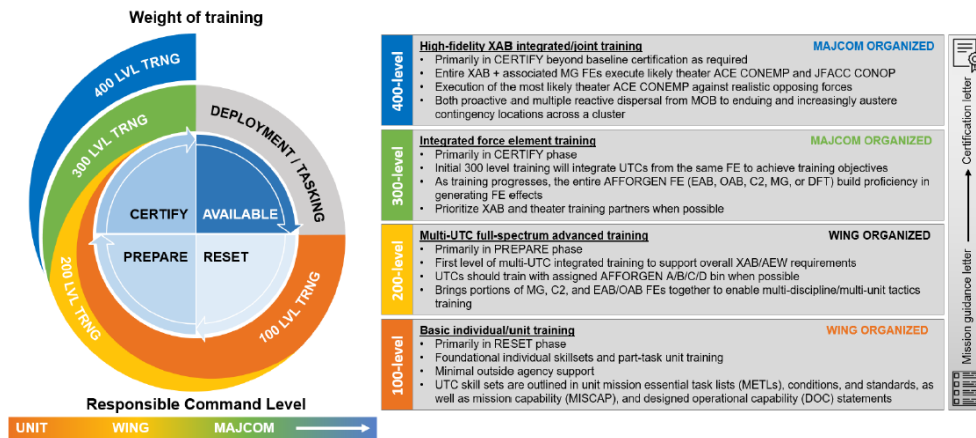 Weight of training
400 LVL TRNG
300 LVL TRNG
200 LVL TRNG
100 LVL TRNG
DEPLOYMENT / TASKING
CERTIFY
AVAILABLE
PREPARE
RESET
Responsible Command Level
UNIT
WING
MAJCOM
400-level
High-fidelity XAB integrated/joint training
MAJCOM ORGANIZED
• Primarily in CERTIFY beyond baseline certification as required
• Entire XAB + associated MG FEs execute likely theater ACE CONEMP and JFACC CONOP
• Execution of the most likely theater ACE CONEMP against realistic opposing forces
• Both proactive and multiple reactive dispersal from MOB to enduing and increasingly austere
contingency locations across a cluster
300-level
Integrated force element training
MAJCOM ORGANIZED
• Primarily in CERTIFY phase
• Initial 300 level training will integrate UTCs from the same FE to achieve training objectives
• As training progresses, the entire AFFORGEN FE (EAB, OAB, C2, MG, or DFT) build proficiency in
generating FE effects
• Prioritize XAB and theater training partners when possible
200-level
Multi-UTC full-spectrum advanced training
WING ORGANIZED
• Primarily in PREPARE phase
• First level of multi-UTC integrated training to support overall XAB/AEW requirements
• UTCs should train with assigned AFFORGEN A/B/C/D bin when possible
• Brings portions of MG, C2, and EAB/OAB FEs together to enable multi-discipline/multi-unit tactics
training
100-level
Basic individual/unit training
WING ORGANIZED
• Primarily in RESET phase
• Foundational individual skillsets and part-task unit training
• Minimal outside agency support
• UTC skill sets are outlined in unit mission essential task lists (METLs), conditions, and standards, as
well as mission capability (MISCAP), and designed operational capability (DOC) statements
Certification letter
Mission guidance letter